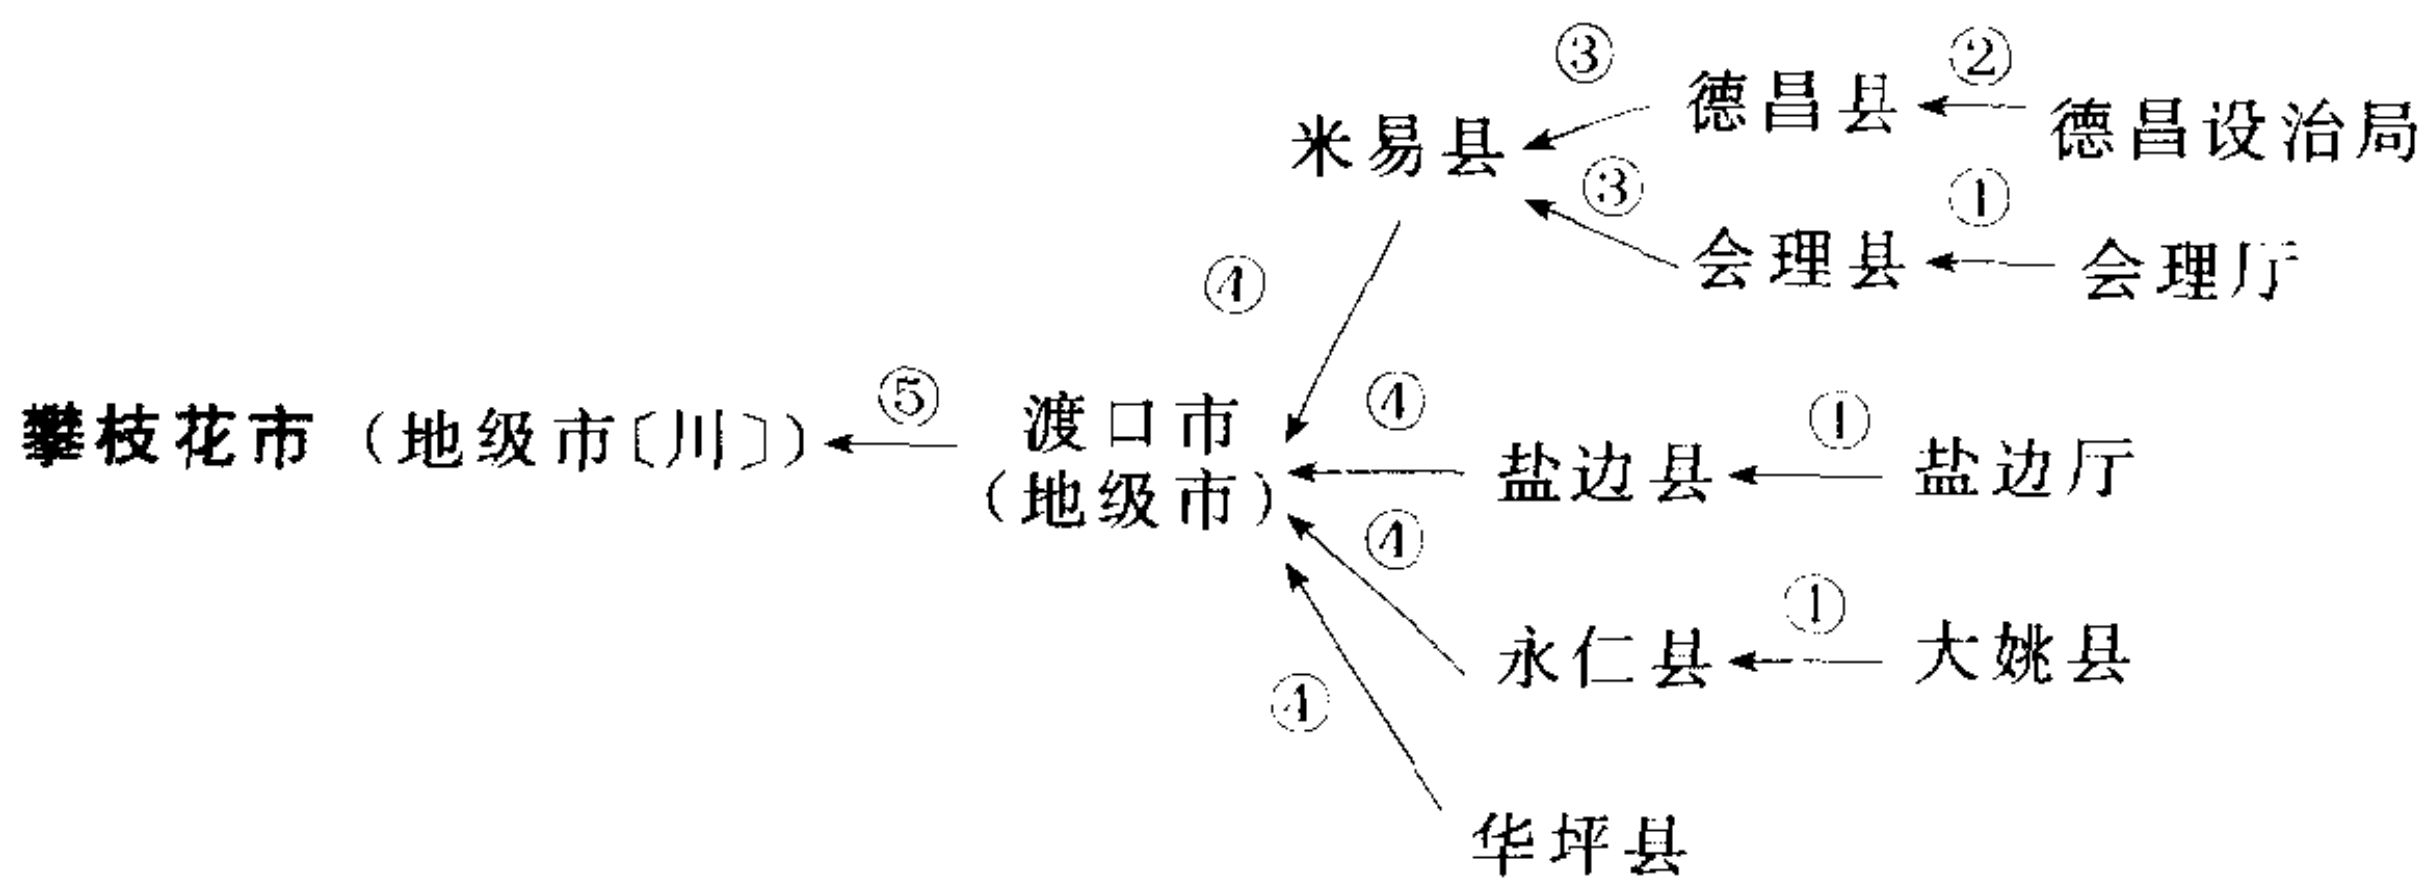 ③
②
德昌县
德昌设治局
米易县
③
①
会理县
会理厅
④
攀枝花市（地级市〔川〕）
⑤
渡口市
（地级市）
④
盐边县
①
盐边厅
④
永仁县
①
大姚县
④
华坪县